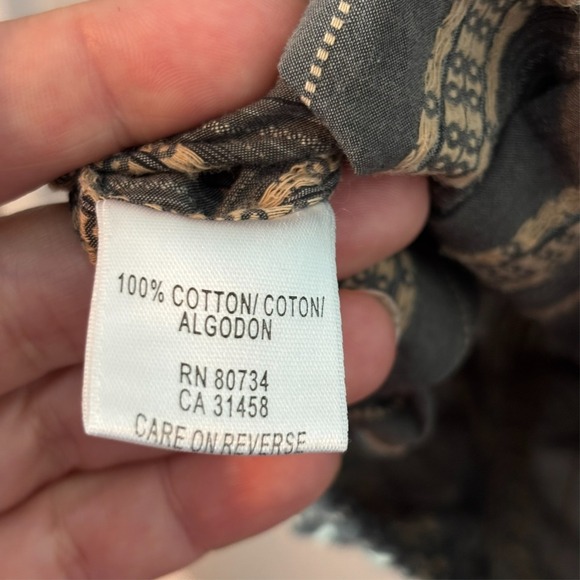 100% COTTON/ COTON/
ALGODON
RN 80734
CA 31458
CARE ON REVERSE